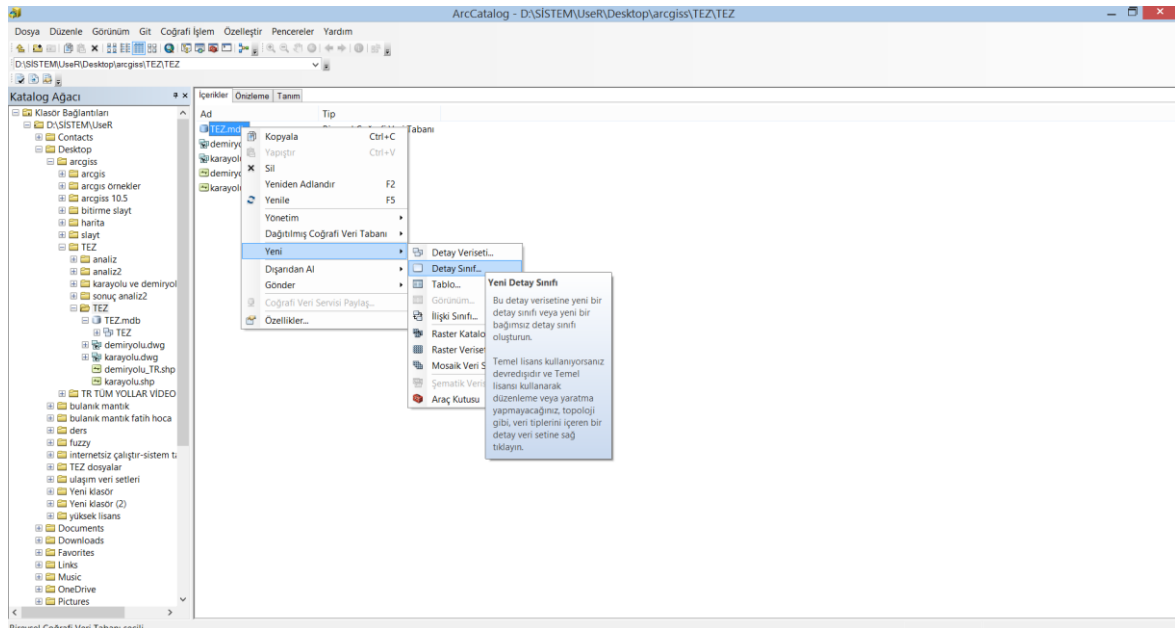 ArcCatalog - D:\SİSTEM\UseR\Desktop\arcgiss\TEZ\TEZ
Dosya Düzenle Görünüm Git Coğrafi İşlem Özelleştir Pencereler Yardım
D:\SİSTEM\UseR\Desktop\arcgiss\TEZ\TEZ
Katalog Ağacı
Klasör Bağlantıları
D:\SİSTEM\UseR
Contacts
Desktop
arcgiss
arcgis
arcgıs örnekler
arcgiss 10.5
bitirme slayt
harita
slayt
TEZ
analiz
analiz2
karayolu ve demiryol
sonuç analiz2
TEZ
TEZ.mdb
TEZ
demiryolu.dwg
karayolu.dwg
demiryolu_TR.shp
karayolu.shp
TR TÜM YOLLAR VİDEO
bulanık mantık
bulanık mantık fatih hoca
ders
fuzzy
internetsiz çalıştır-sistem ta
TEZ dosyalar
ulaşım veri setleri
Yeni klasör
Yeni klasör (2)
yüksek lisans
Documents
Downloads
Favorites
Links
Music
OneDrive
Pictures
İçerikler Önizleme Tanım
Ad Tip
TEZ.mdb Tabanı
demiryo
karayol
demiryo
karayol
Kopyala Ctrl+C
Yapıştır Ctrl+V
Sil
Yeniden Adlandır F2
Yenile F5
Yönetim
Dağıtılmış Coğrafi Veri Tabanı
Yeni
Dışarıdan Al
Gönder
Coğrafi Veri Servisi Paylaş...
Özellikler...
Detay Veriseti...
Detay Sınıf...
Tablo...
Görünüm...
İlişki Sınıfı...
Raster Katalo
Raster Verise
Mosaik Veri S
Şematik Veris
Araç Kutusu
Yeni Detay Sınıfı
Bu detay verisetine yeni bir
detay sınıfı veya yeni bir
bağımsız detay sınıfı
oluşturun.
Temel lisans kullanıyorsanız
devredışıdır ve Temel
lisansı kullanarak
düzenleme veya yaratma
yapmayacağınız, topoloji
gibi, veri tiplerini içeren bir
detay veri setine sağ
tıklayın.